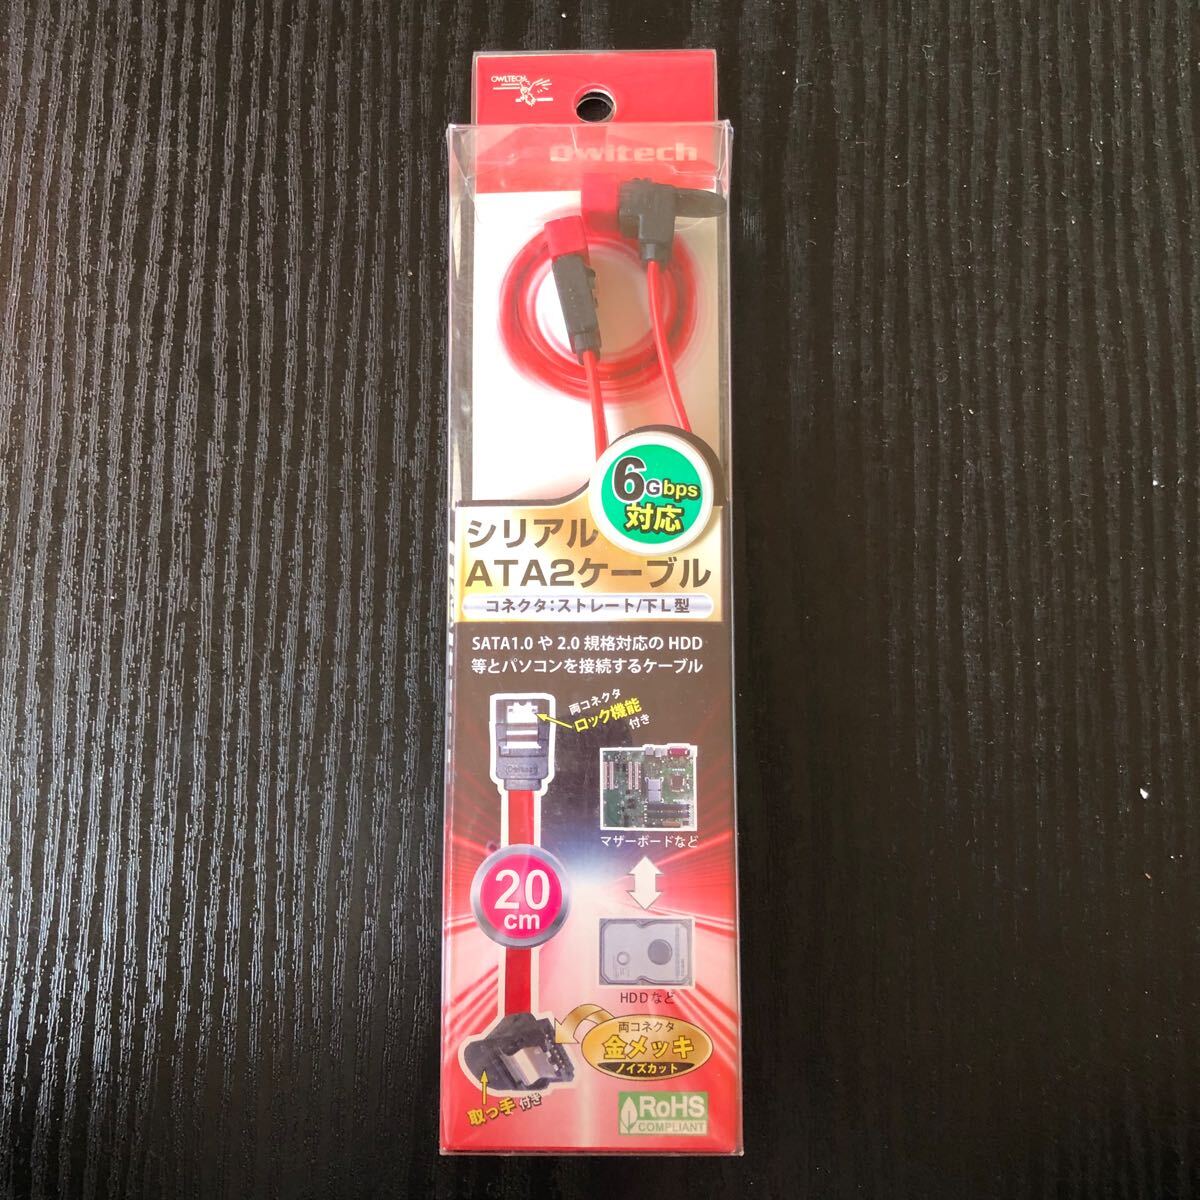 OWLTECH
Owltech
6Gbps
対応
シリアル
ATA2ケーブル
コネクタ:ストレート/下L型
SATA1.0や2.0規格対応のHDD
等とパソコンを接続するケーブル
両コネクタ
ロック機能
付き
マザーボードなど
20
cm
HDDなど
両コネクタ
金メッキ
ノイズカット
取っ手付き
RoHS
COMPLIANT